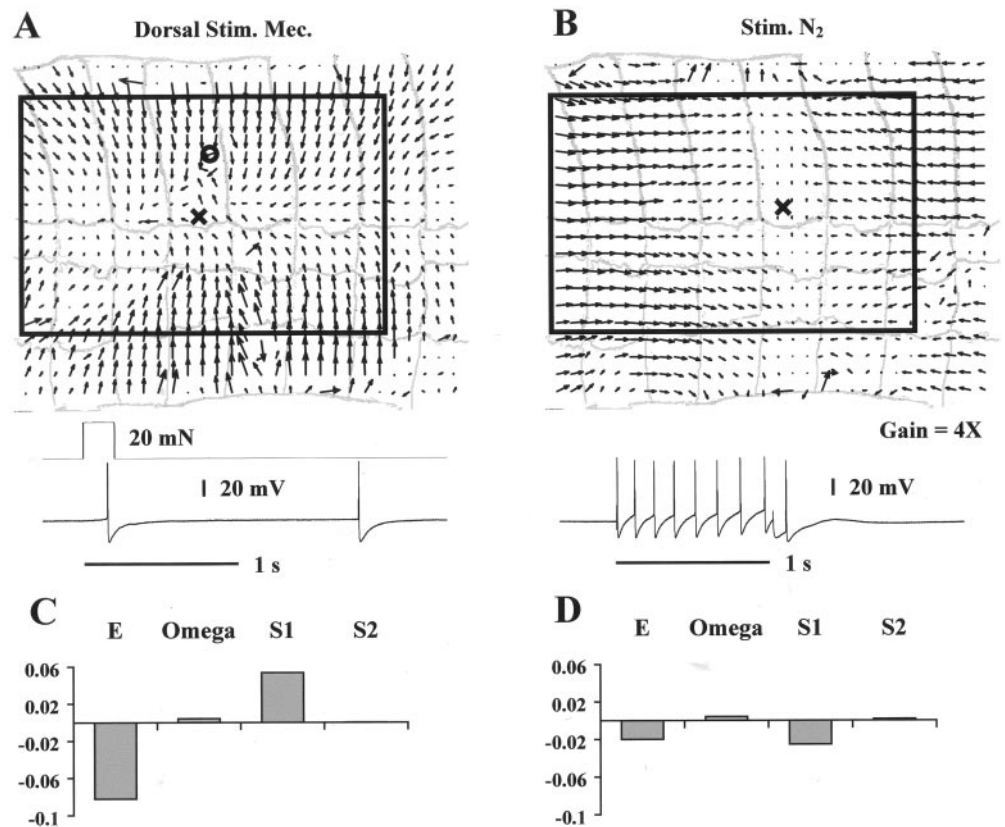 A
Dorsal Stim. Mec.
20 mN
20 mV
1 s
B
Stim. N₂
Gain = 4X
20 mV
1 s
C
E Omega S1 S2
0.06
0.02
-0.02
-0.06
-0.1
D
E Omega S1 S2
0.06
0.02
-0.02
-0.06
-0.1